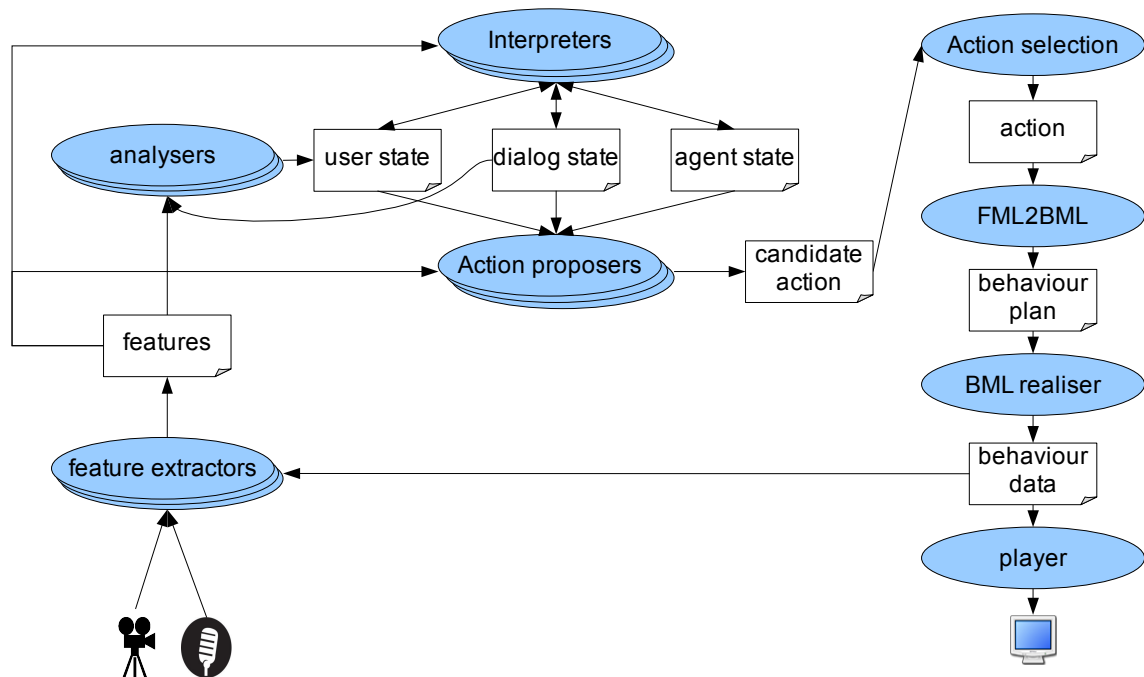 Interpreters
Action selection
analysers
user state
dialog state
agent state
action
FML2BML
Action proposers
candidate
action
behaviour
plan
features
BML realiser
feature extractors
behaviour
data
player